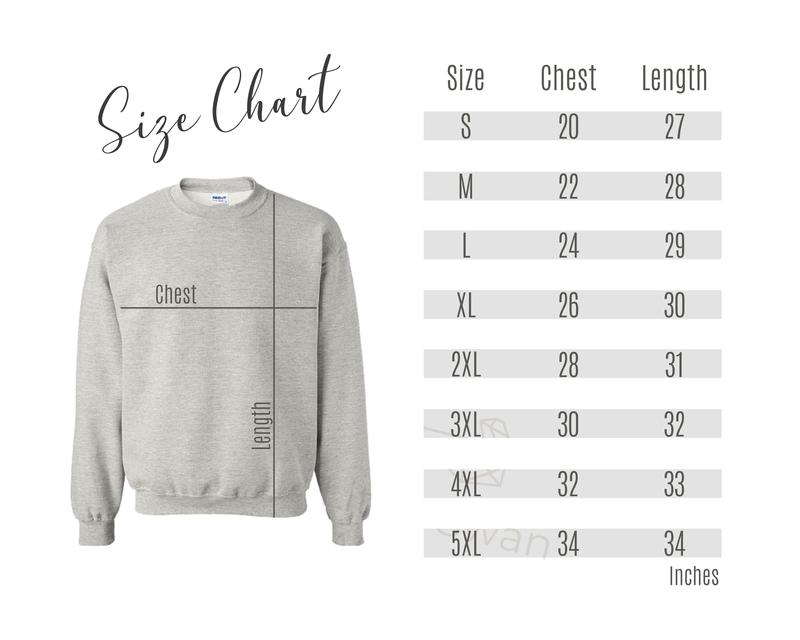 Size Chart
Chest
Length
Size Chest Length
S 20 27
M 22 28
L 24 29
XL 26 30
2XL 28 31
3XL 30 32
4XL 32 33
5XL 34 34
Inches